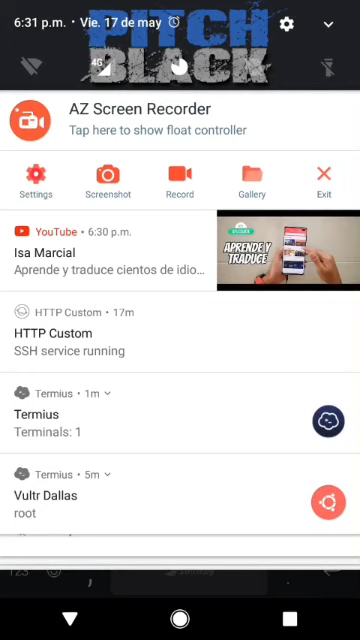 PITCH
6:31 p.m. • Vie. 17 de may
4G
BLACK
AZ Screen Recorder
Tap here to show float controller
Settings Screenshot Record Gallery Exit
YouTube • 6:30 p.m.
Isa Marcial
Aprende y traduce cientos de idio...
APRENDE Y
TRADUCE
HTTP Custom • 17m
HTTP Custom
SSH service running
Termius • 1m
Termius
Terminals: 1
Termius • 5m
Vultr Dallas
root
?123 ,